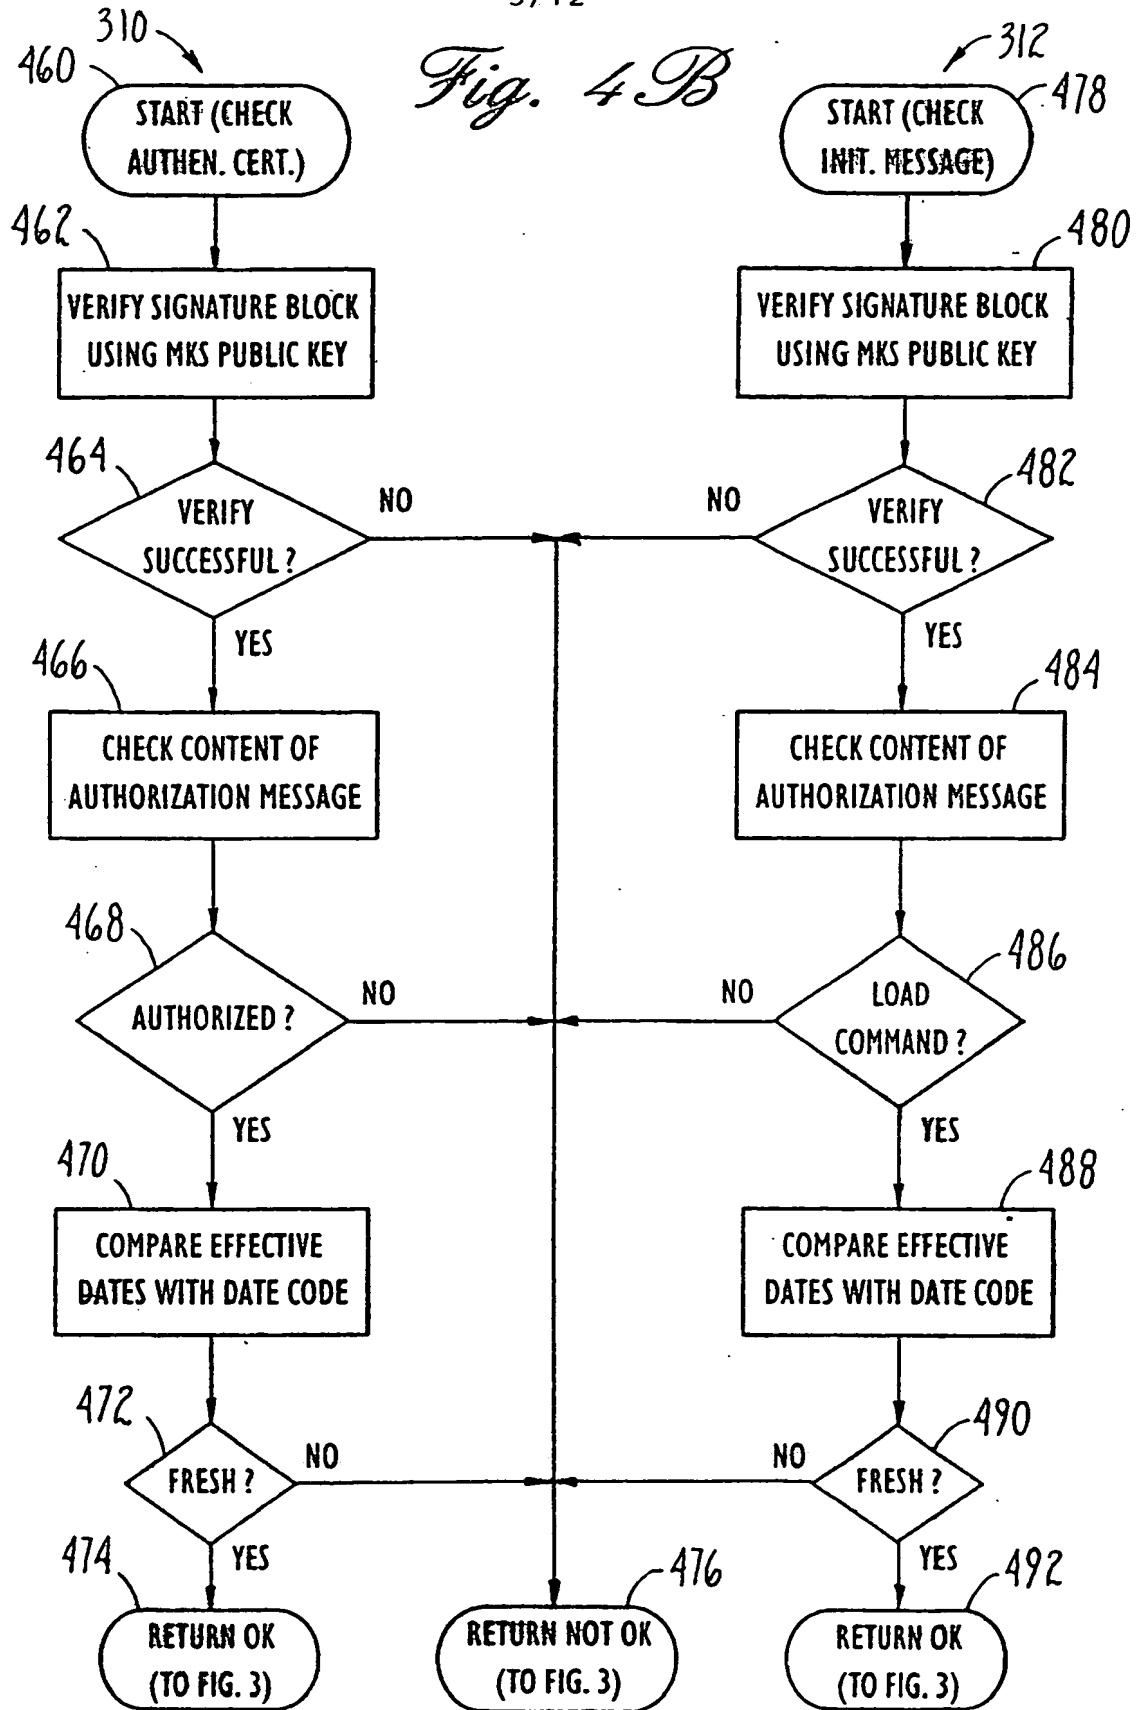 310
312
Fig. 4B
460
START (CHECK
AUTHEN. CERT.)
478
START (CHECK
INIT. MESSAGE)
462
VERIFY SIGNATURE BLOCK
USING MKS PUBLIC KEY
480
VERIFY SIGNATURE BLOCK
USING MKS PUBLIC KEY
464
VERIFY
SUCCESSFUL ?
NO
NO
482
VERIFY
SUCCESSFUL ?
YES
YES
466
CHECK CONTENT OF
AUTHORIZATION MESSAGE
484
CHECK CONTENT OF
AUTHORIZATION MESSAGE
468
AUTHORIZED ?
NO
NO
486
LOAD
COMMAND ?
YES
YES
470
COMPARE EFFECTIVE
DATES WITH DATE CODE
488
COMPARE EFFECTIVE
DATES WITH DATE CODE
472
FRESH ?
NO
NO
490
FRESH ?
YES
YES
474
RETURN OK
(TO FIG. 3)
476
RETURN NOT OK
(TO FIG. 3)
492
RETURN OK
(TO FIG. 3)